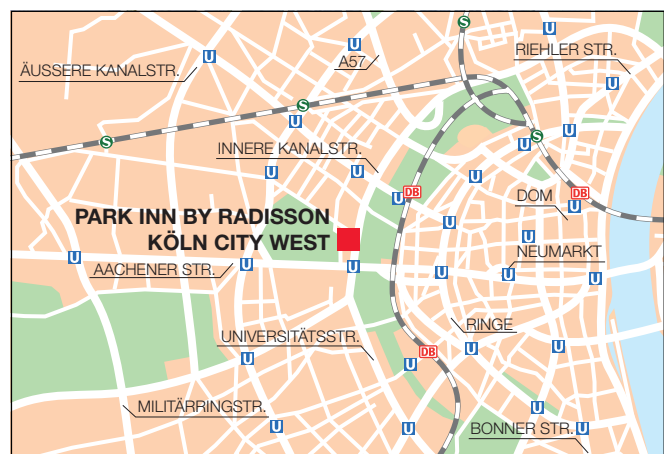 U
S
U
RIEHLER STR.
U
A57
ÄUSSERE KANALSTR.
U
U
S
U
U
S
S
U
INNERE KANALSTR.
U
U
U
U
DB
DB
DOM
U
PARK INN BY RADISSON
KÖLN CITY WEST
U
U
U
U
U
NEUMARKT
AACHENER STR.
U
U
U
U
U
RINGE
UNIVERSITÄTSSTR.
U
DB
U
U
U
MILITÄRRINGSTR.
U
U
U
U
BONNER STR.